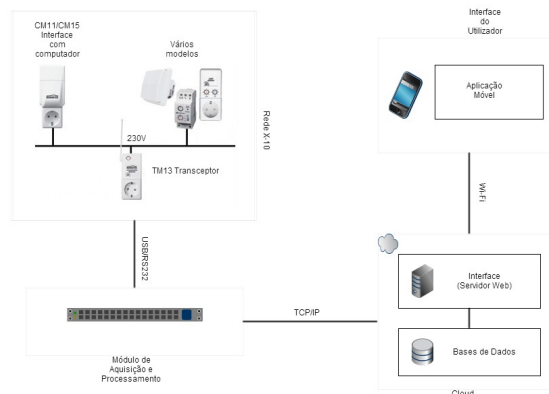 CM11/CM15
Interface
com
computador
Vários
modelos
230V
TM13 Transceptor
Rede X-10
USB/RS232
Módulo de
Aquisição e
Processamento
TCP/IP
Interface
do
Utilizador
Aplicação
Móvel
Wi-Fi
Interface
(Servidor Web)
Bases de Dados
Cloud